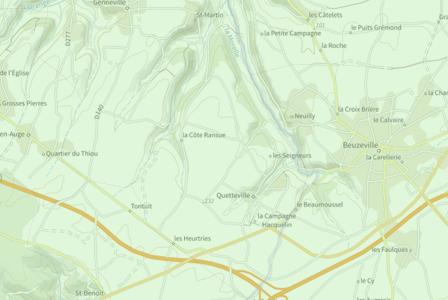 Genneville
St-Martin
les Câtelets
D277
la Petite Campagne
le Puits Grémond
la Roche
de l'Église
Grosses Pierres
D140
la Croix Brière
Neuilly
le Calvaire
en-Auge
la Côte Ranaue
Beuzeville
Quartier du Thiou
les Seigneurs
la Carellerie
Quetteville
Tontuit
le Beaumoussel
la Campagne
Hacquelin
les Heurtries
les Faulques
le Cy
St-Benoît